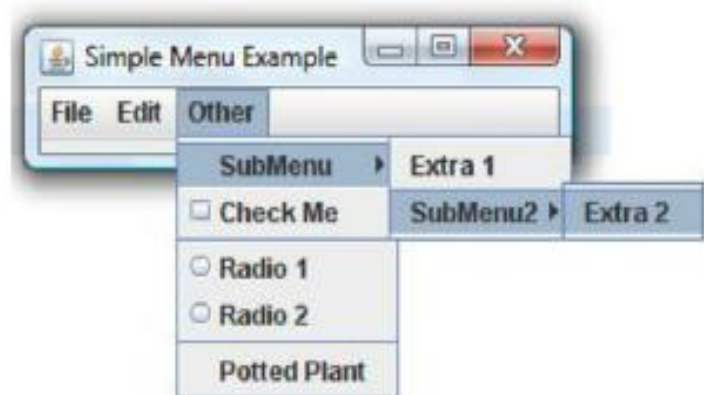 Simple Menu Example
File Edit Other
SubMenu Extra 1
Check Me SubMenu2 Extra 2
Radio 1
Radio 2
Potted Plant